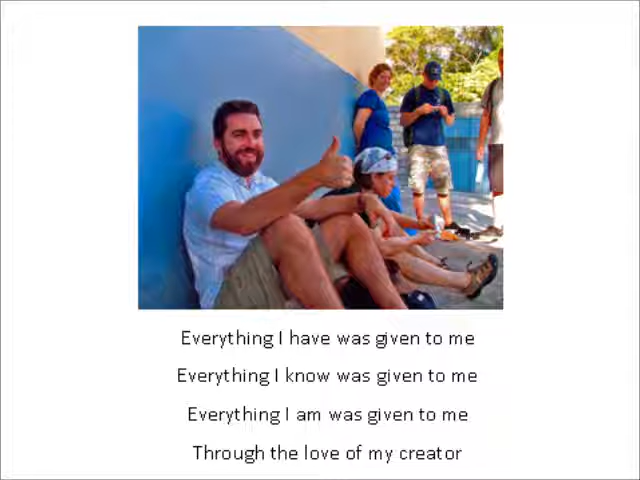 Everything I have was given to me
Everything I know was given to me
Everything I am was given to me
Through the love of my creator